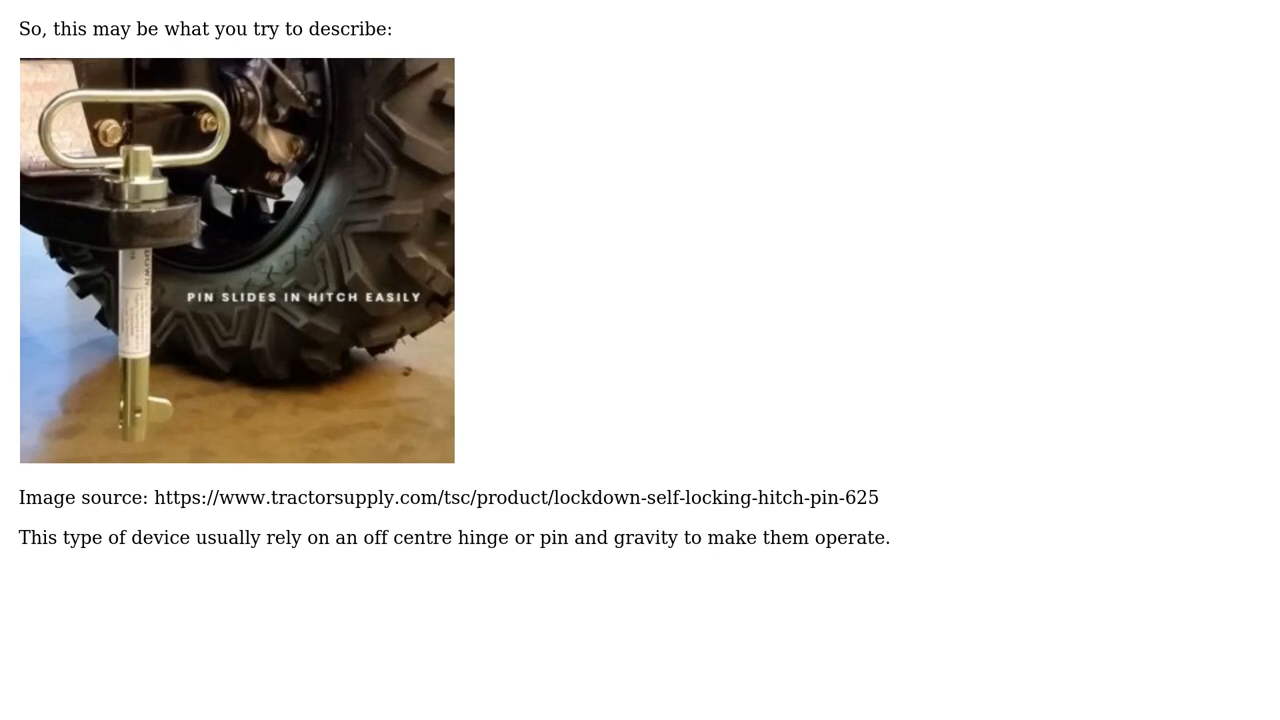 So, this may be what you try to describe:
PIN SLIDES IN HITCH EASILY
Image source: https://www.tractorsupply.com/tsc/product/lockdown-self-locking-hitch-pin-625
This type of device usually rely on an off centre hinge or pin and gravity to make them operate.